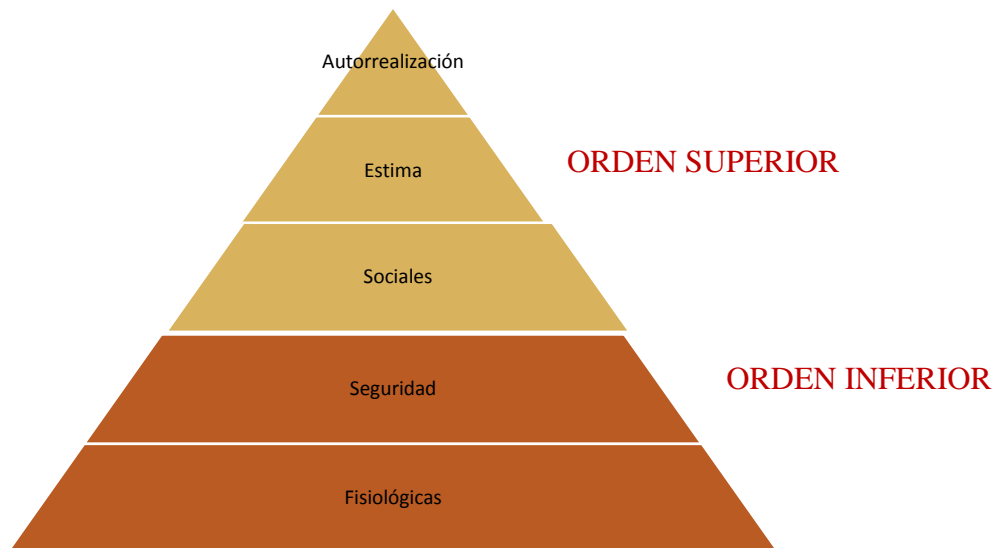 Autorrealización
Estima
ORDEN SUPERIOR
Sociales
Seguridad
ORDEN INFERIOR
Fisiológicas